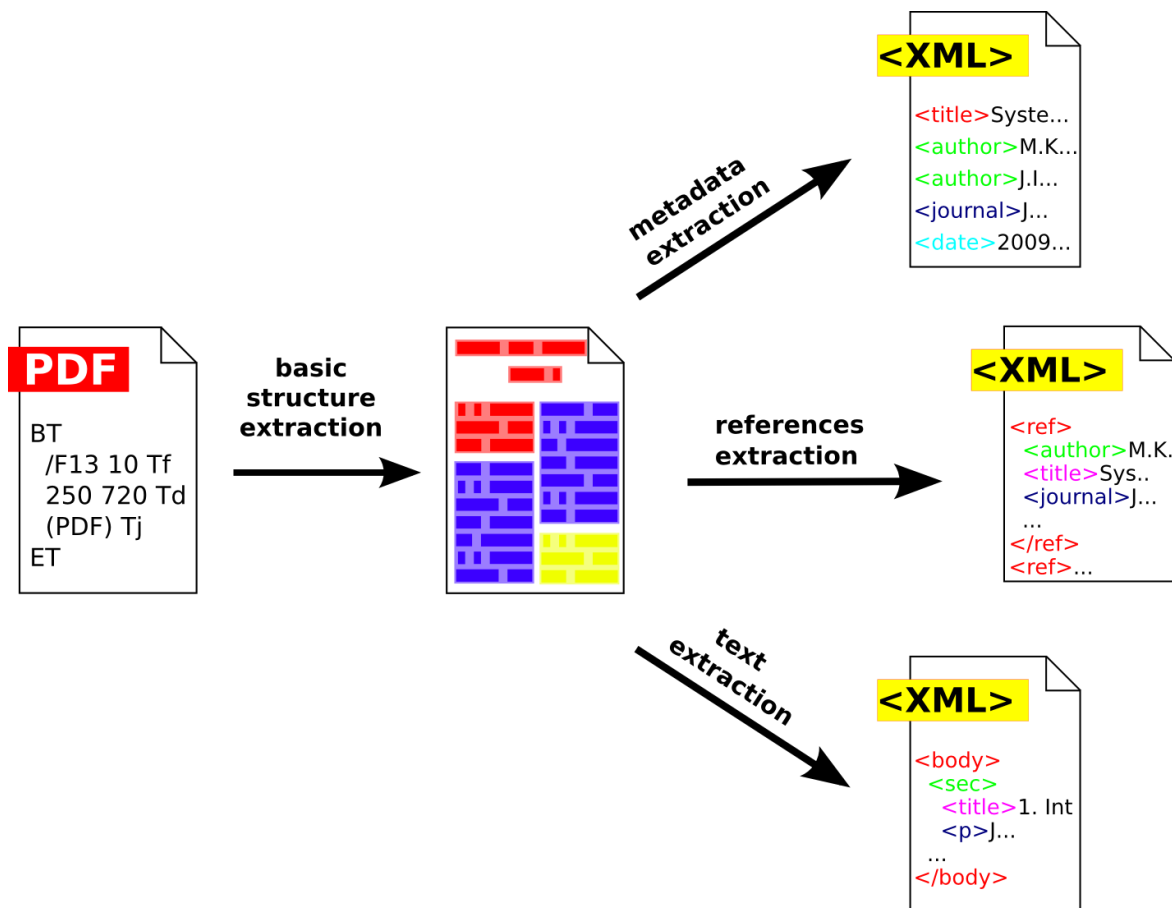 PDF
BT
/F13 10 Tf
250 720 Td
(PDF) Tj
ET
basic
structure
extraction
metadata
extraction
<XML>
<title>Syste...
<author>M.K...
<author>J.I...
<journal>J...
<date>2009...
references
extraction
<XML>
<ref>
<author>M.K.
<title>Sys..
<journal>J...
...
</ref>
<ref>...
text
extraction
<XML>
<body>
<sec>
<title>1. Int
<p>J...
...
</body>